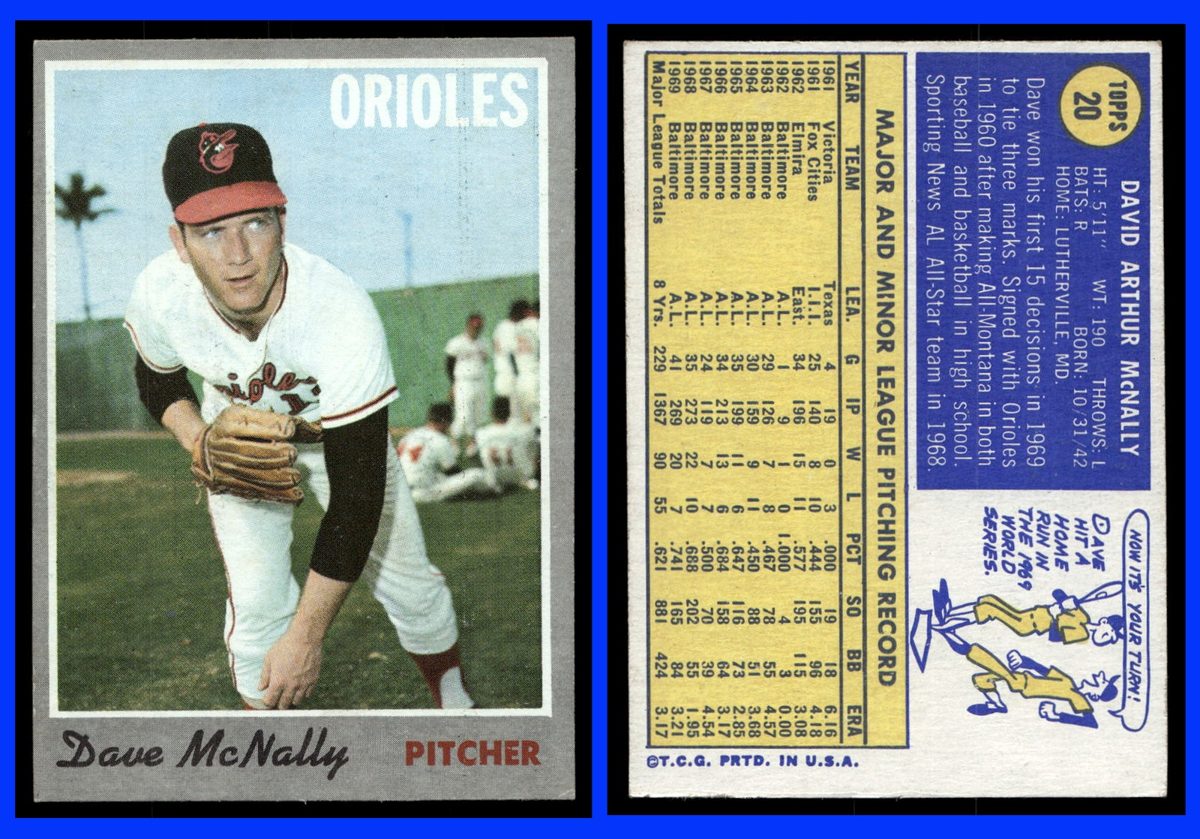 ORIOLES
Orioles
Dave McNally
PITCHER
TOPPS
20
DAVID ARTHUR McNALLY
HT: 5'11" WT: 190 THROWS: L
BATS: R BORN: 10/31/42
HOME: LUTHERVILLE, MD.
Dave won his first 15 decisions in 1969
to tie three marks. Signed with Orioles
in 1960 after making All-Montana in both
baseball and basketball in high school.
Sporting News AL All-Star team in 1968.
NOW IT'S YOUR TURN!
DAVE
HIT A
HOME
RUN IN
THE 1969
WORLD
SERIES.
MAJOR AND MINOR LEAGUE PITCHING RECORD
YEAR TEAM LEA. G IP W L PCT SO BB ERA
1961 Victoria Texas 4 19 0 3 .000 19 18 6.16
1961 Fox Cities I.I.I. 25 140 8 10 .444 155 96 4.18
1962 Elmira East. 34 196 15 11 .577 195 115 3.08
1962 Baltimore A.L. 1 9 1 0 1.000 4 3 0.00
1963 Baltimore A.L. 29 126 7 8 .467 78 55 4.57
1964 Baltimore A.L. 30 159 9 11 .450 88 51 3.67
1965 Baltimore A.L. 35 199 11 6 .647 116 73 2.85
1966 Baltimore A.L. 34 213 13 6 .684 158 64 3.17
1967 Baltimore A.L. 24 119 7 7 .500 70 39 4.54
1968 Baltimore A.L. 35 273 22 10 .688 202 55 1.95
1969 Baltimore A.L. 41 269 20 7 .741 165 84 3.21
Major League Totals 8 Yrs. 229 1367 90 55 .621 881 424 3.17
©T.C.G. PRTD. IN U.S.A.